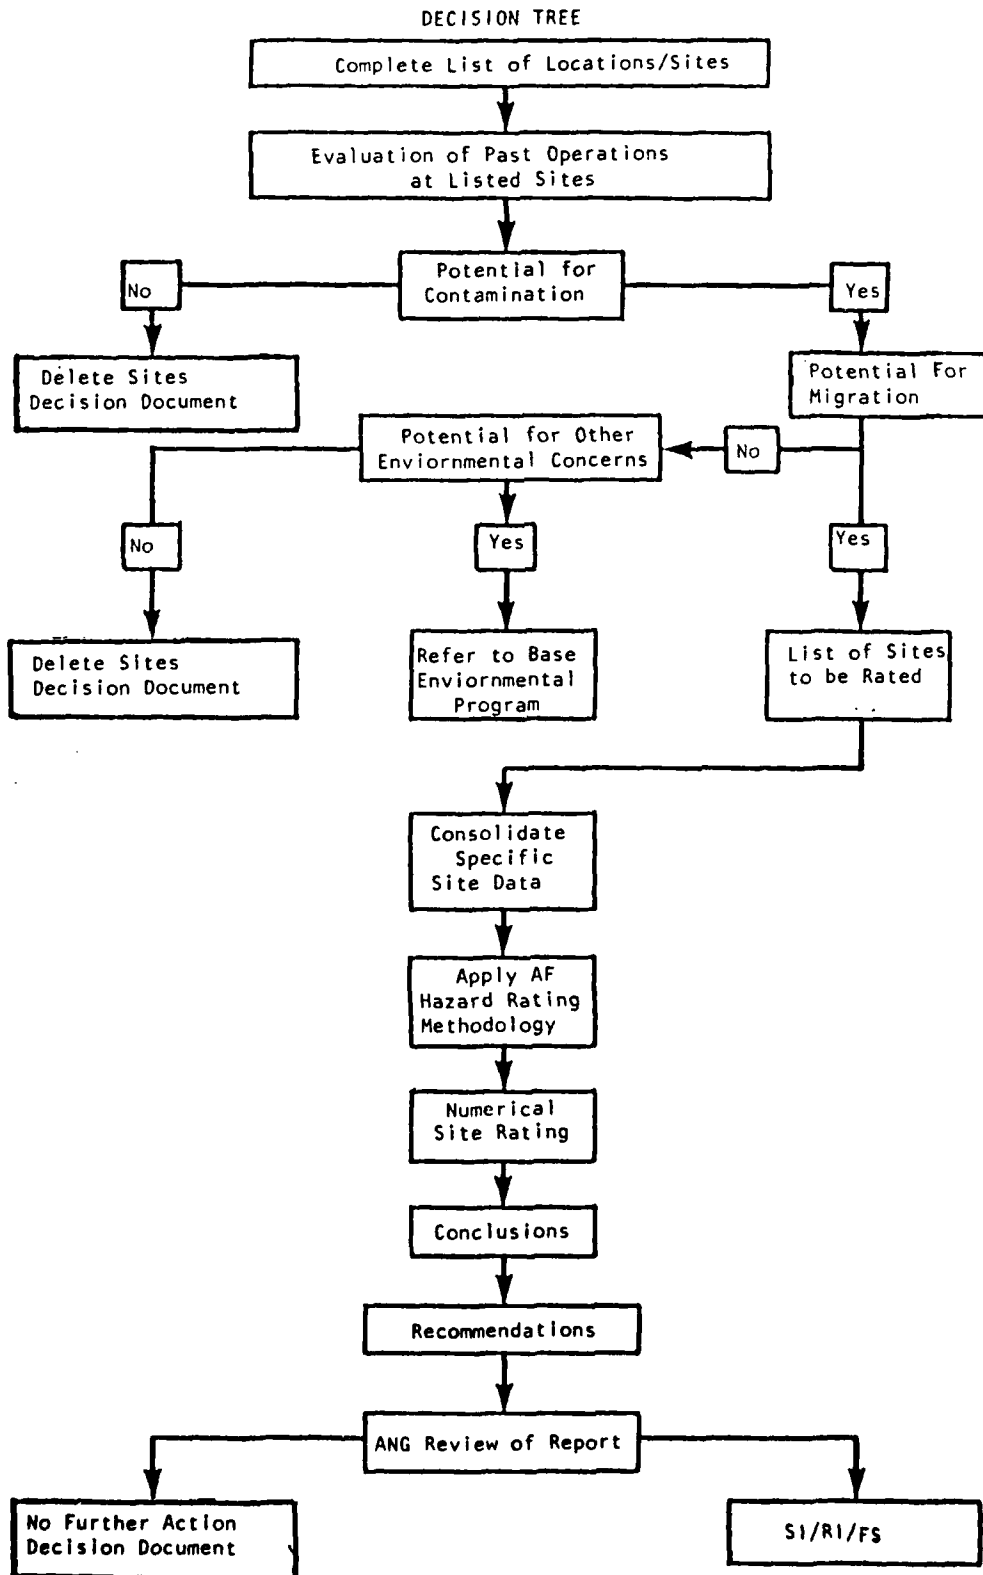 DECISION TREE
Complete List of Locations/Sites
Evaluation of Past Operations
at Listed Sites
Potential for
Contamination
No
Yes
Delete Sites
Decision Document
Potential For
Migration
Potential for Other
Enviornmental Concerns
No
No
Yes
Yes
Delete Sites
Decision Document
Refer to Base
Enviornmental
Program
List of Sites
to be Rated
Consolidate
Specific
Site Data
Apply AF
Hazard Rating
Methodology
Numerical
Site Rating
Conclusions
Recommendations
ANG Review of Report
No Further Action
Decision Document
SI/RI/FS